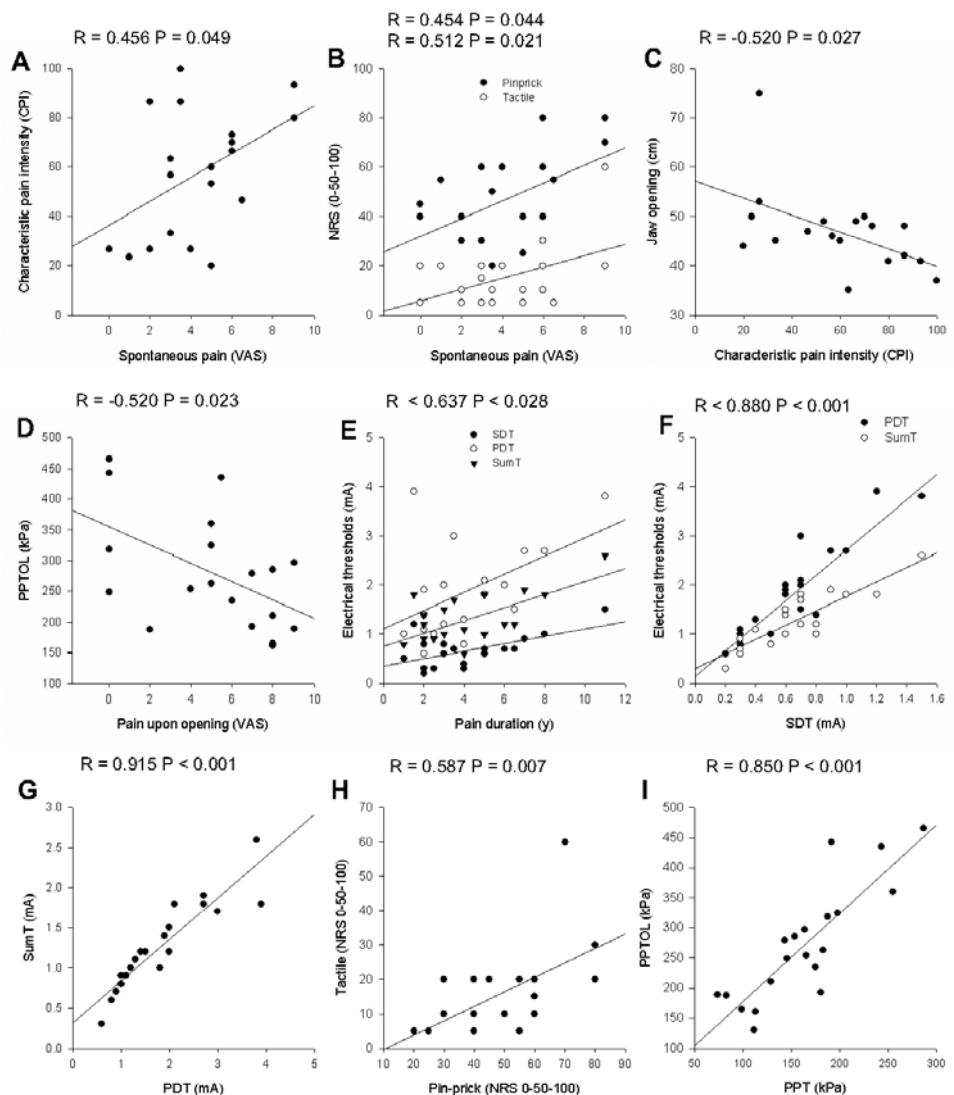 R = 0.456 P = 0.049
A
Characteristic pain intensity (CPI)
100
80
60
40
20
0
0 2 4 6 8 10
Spontaneous pain (VAS)
R = 0.454 P = 0.044
R = 0.512 P = 0.021
B
Pinprick
Tactile
NRS (0-50-100)
100
80
60
40
20
0
0 2 4 6 8 10
Spontaneous pain (VAS)
R = -0.520 P = 0.027
C
Jaw opening (cm)
80
70
60
50
40
30
0 20 40 60 80 100
Characteristic pain intensity (CPI)
R = -0.520 P = 0.023
D
PPTOL (kPa)
500
450
400
350
300
250
200
150
100
0 2 4 6 8 10
Pain upon opening (VAS)
R < 0.637 P < 0.028
E
SDT
PDT
SumT
Electrical thresholds (mA)
5
4
3
2
1
0
0 2 4 6 8 10 12
Pain duration (y)
R < 0.880 P < 0.001
F
PDT
SumT
Electrical thresholds (mA)
5
4
3
2
1
0
0.0 0.2 0.4 0.6 0.8 1.0 1.2 1.4 1.6
SDT (mA)
R = 0.915 P < 0.001
G
SumT (mA)
3.0
2.5
2.0
1.5
1.0
0.5
0.0
0 1 2 3 4 5
PDT (mA)
R = 0.587 P = 0.007
H
Tactile (NRS 0-50-100)
70
60
50
40
30
20
10
0
10 20 30 40 50 60 70 80 90
Pin-prick (NRS 0-50-100)
R = 0.850 P < 0.001
I
PPTOL (kPa)
500
450
400
350
300
250
200
150
100
50 100 150 200 250 300
PPT (kPa)